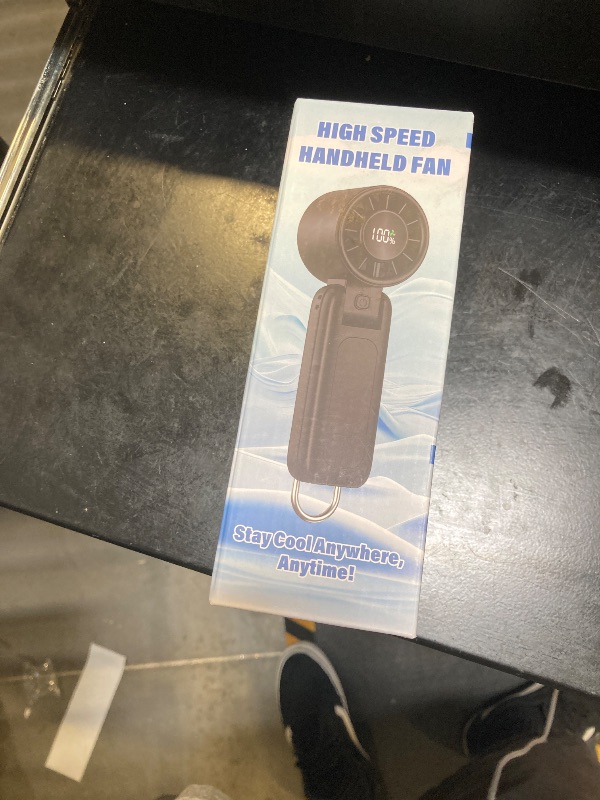 HIGH SPEED
HANDHELD FAN
100%
Stay Cool Anywhere,
Anytime!